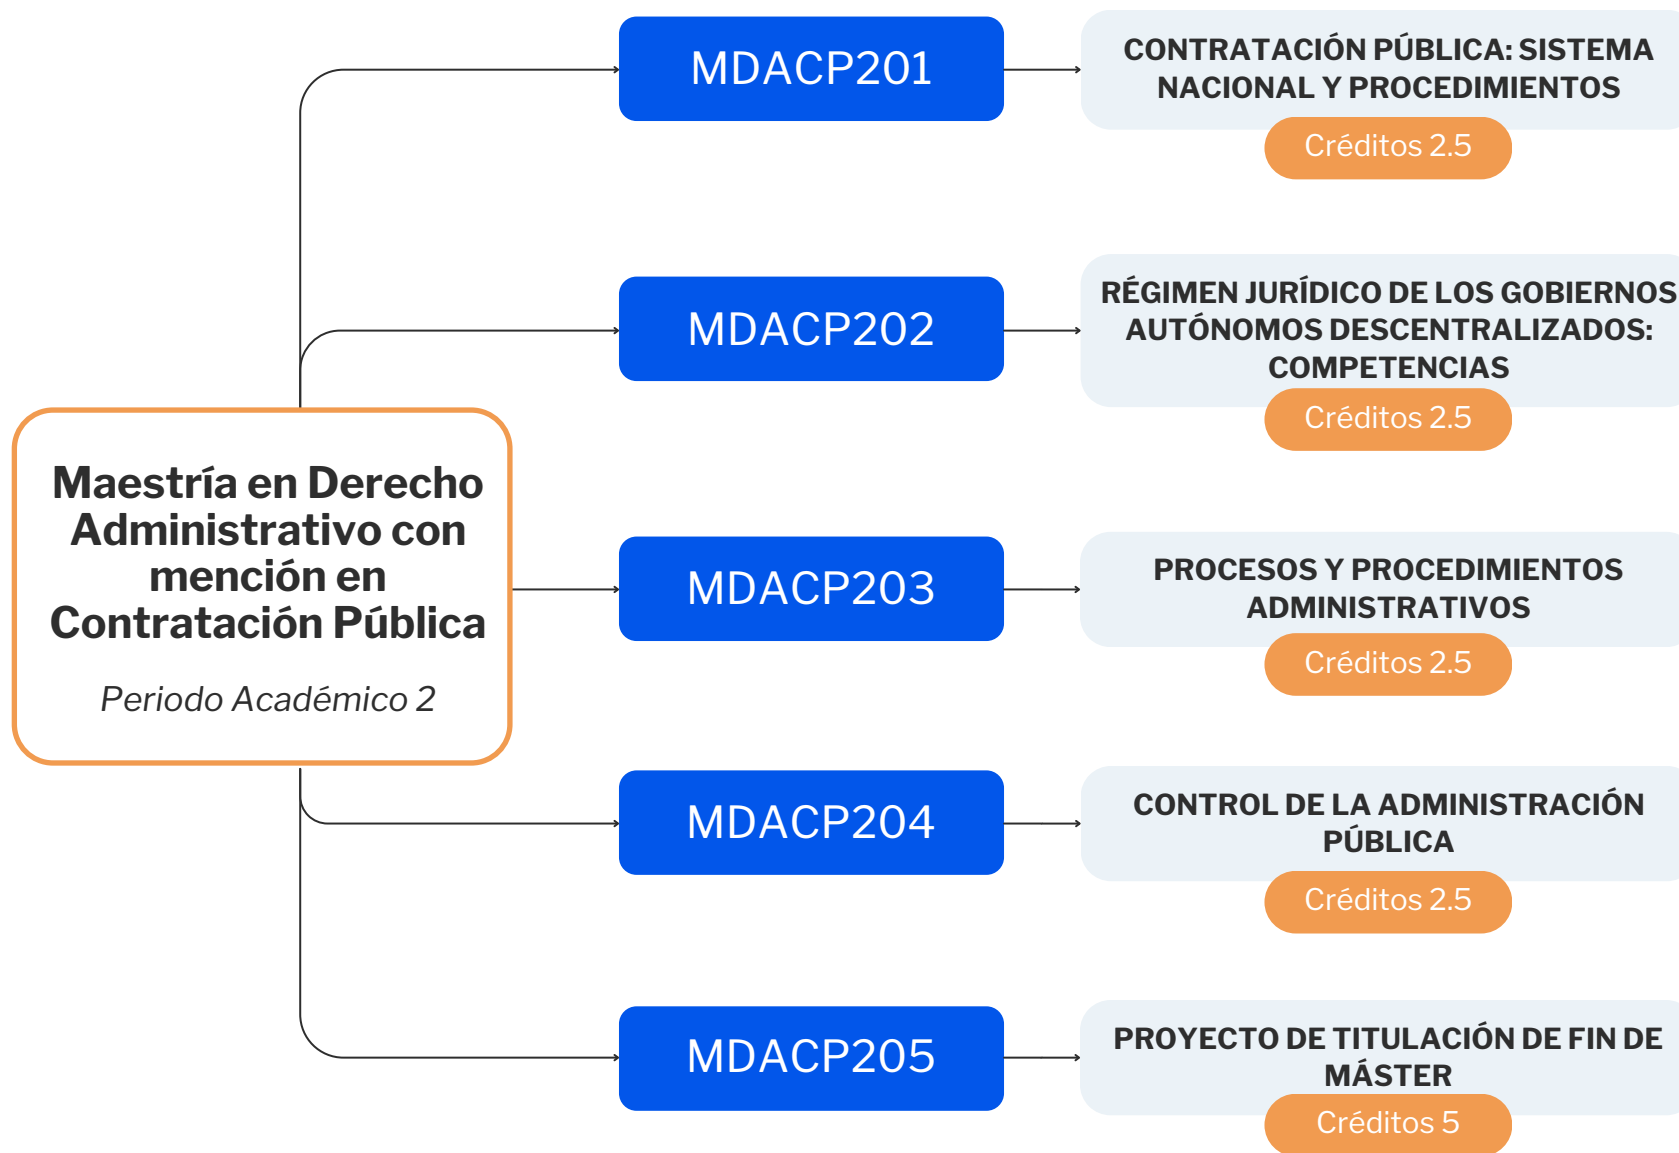 Maestría en Derecho
Administrativo con
mención en
Contratación Pública
Periodo Académico 2
MDACP201
CONTRATACIÓN PÚBLICA: SISTEMA
NACIONAL Y PROCEDIMIENTOS
Créditos 2.5
MDACP202
RÉGIMEN JURÍDICO DE LOS GOBIERNOS
AUTÓNOMOS DESCENTRALIZADOS:
COMPETENCIAS
Créditos 2.5
MDACP203
PROCESOS Y PROCEDIMIENTOS
ADMINISTRATIVOS
Créditos 2.5
MDACP204
CONTROL DE LA ADMINISTRACIÓN
PÚBLICA
Créditos 2.5
MDACP205
PROYECTO DE TITULACIÓN DE FIN DE
MÁSTER
Créditos 5